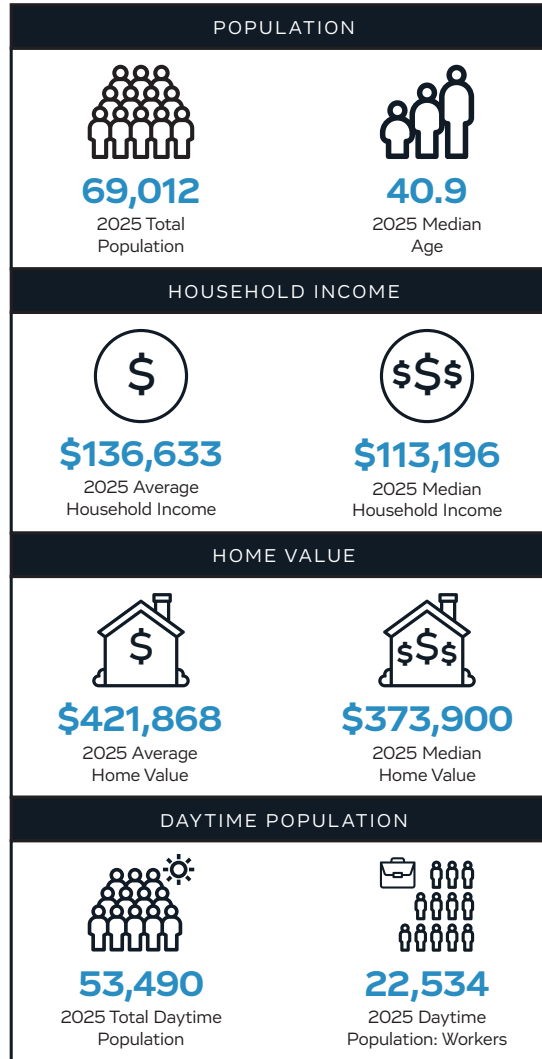 POPULATION
69,012
2025 Total
Population
40.9
2025 Median
Age
HOUSEHOLD INCOME
$
$136,633
2025 Average
Household Income
$$$
$113,196
2025 Median
Household Income
HOME VALUE
$
$421,868
2025 Average
Home Value
$$$
$373,900
2025 Median
Home Value
DAYTIME POPULATION
53,490
2025 Total Daytime
Population
22,534
2025 Daytime
Population: Workers